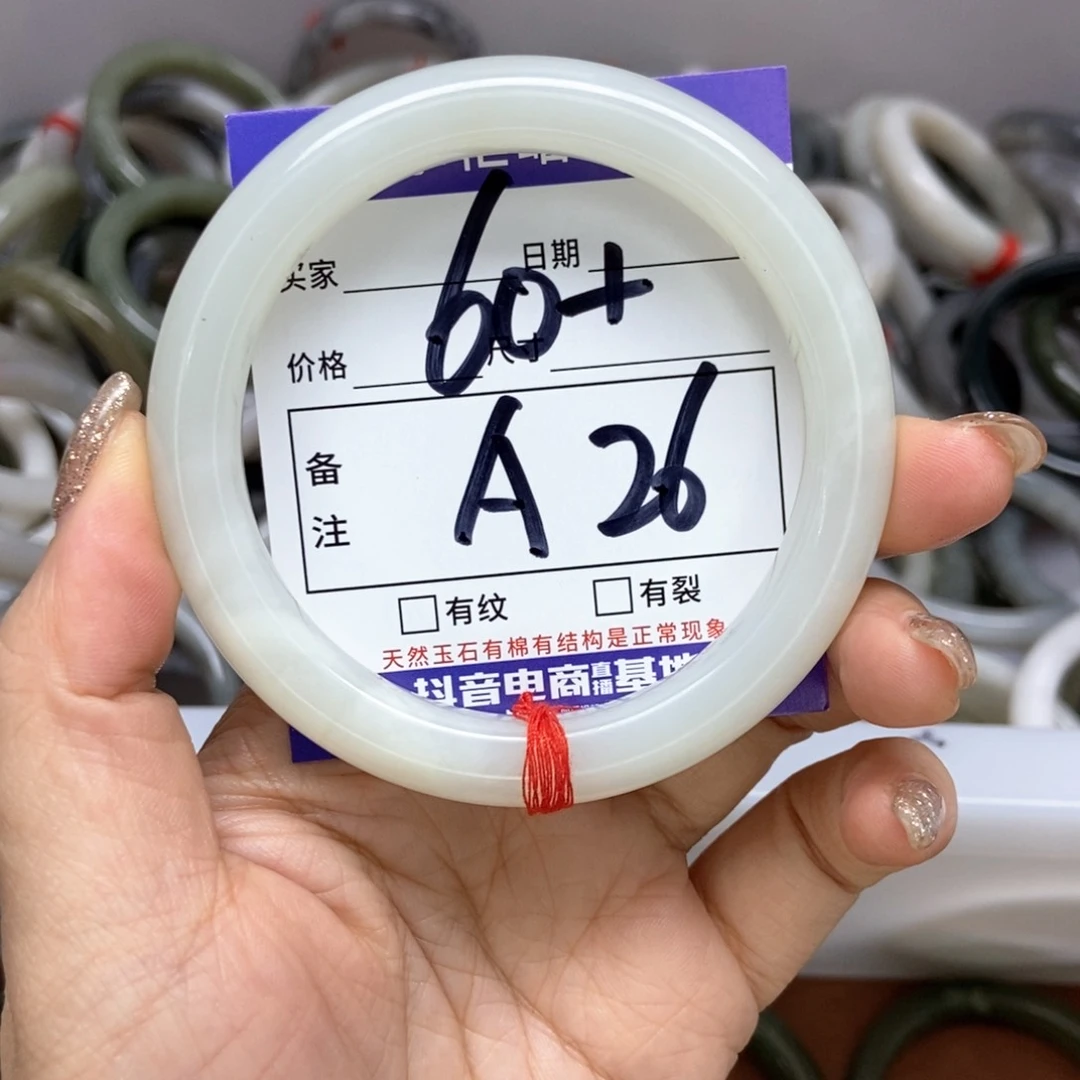 买家 日期
60+
价格 尺寸
备注
A 26
有纹 有裂
天然玉石有棉有结构是正常现象
抖音电商直播基地